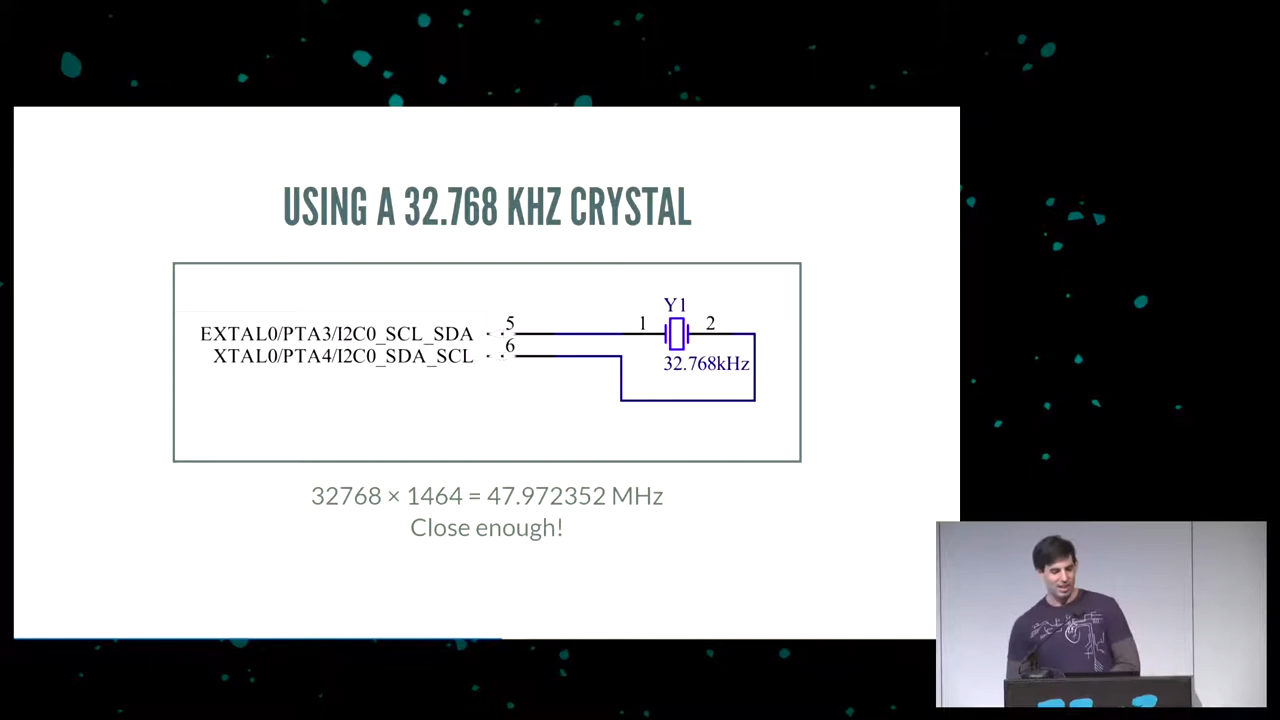 USING A 32.768 KHZ CRYSTAL
Y1
EXTAL0/PTA3/I2C0_SCL_SDA 5 1 2
XTAL0/PTA4/I2C0_SDA_SCL 6
32.768kHz
32768 × 1464 = 47.972352 MHz
Close enough!